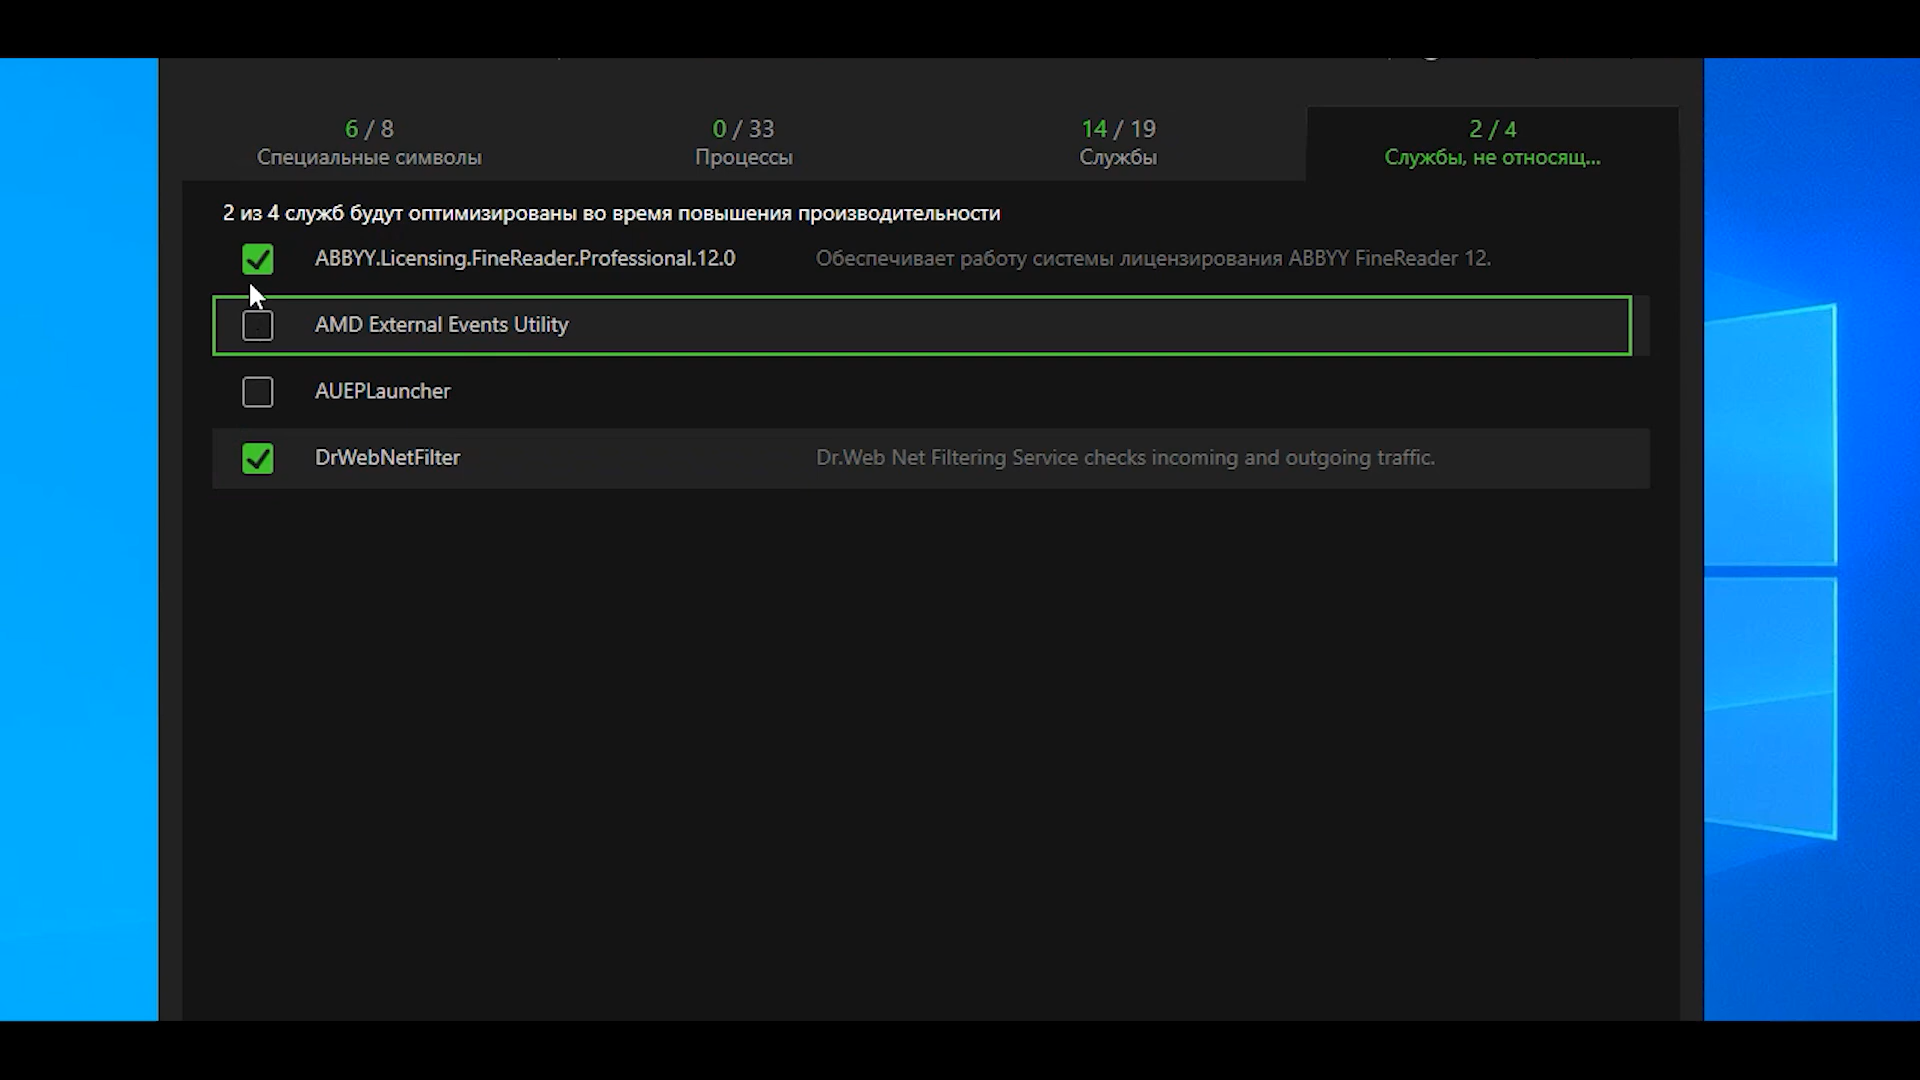 6 / 8
Специальные символы
0 / 33
Процессы
14 / 19
Службы
2 / 4
Службы, не относящ...
2 из 4 служб будут оптимизированы во время повышения производительности
ABBYY.Licensing.FineReader.Professional.12.0 Обеспечивает работу системы лицензирования ABBYY FineReader 12.
AMD External Events Utility
AUEPLauncher
DrWebNetFilter Dr.Web Net Filtering Service checks incoming and outgoing traffic.